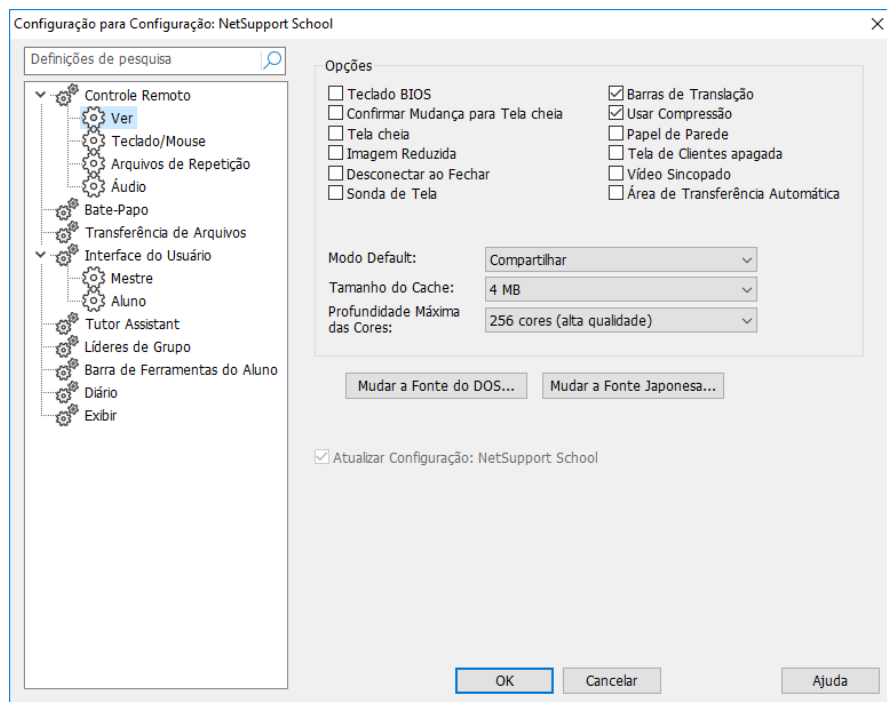 Configuração para Configuração: NetSupport School
Definições de pesquisa
Controle Remoto
Ver
Teclado/Mouse
Arquivos de Repetição
Áudio
Bate-Papo
Transferência de Arquivos
Interface do Usuário
Mestre
Aluno
Tutor Assistant
Líderes de Grupo
Barra de Ferramentas do Aluno
Diário
Exibir
Opções
Teclado BIOS
Confirmar Mudança para Tela cheia
Tela cheia
Imagem Reduzida
Desconectar ao Fechar
Sonda de Tela
Barras de Translação
Usar Compressão
Papel de Parede
Tela de Clientes apagada
Vídeo Sincopado
Área de Transferência Automática
Modo Default: Compartilhar
Tamanho do Cache: 4 MB
Profundidade Máxima
das Cores: 256 cores (alta qualidade)
Mudar a Fonte do DOS... Mudar a Fonte Japonesa...
Atualizar Configuração: NetSupport School
OK Cancelar Ajuda